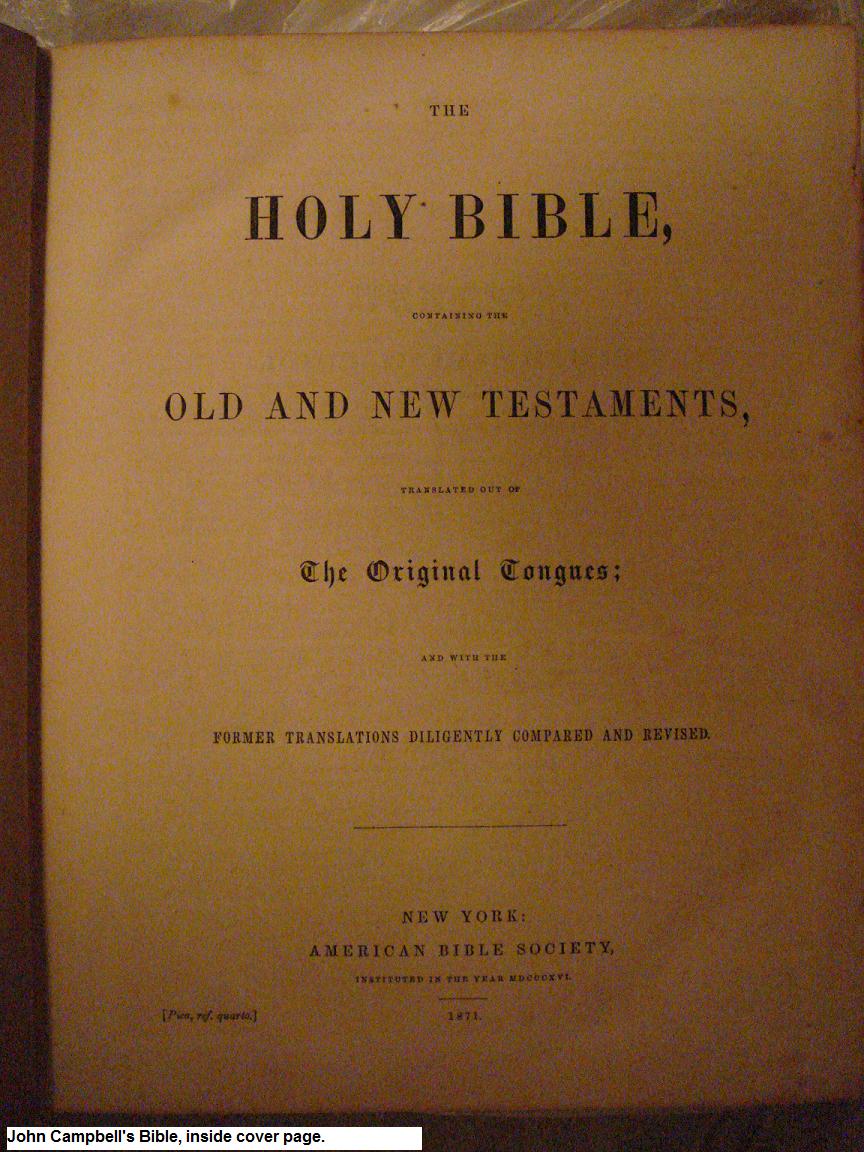 THE
HOLY BIBLE,
CONTAINING THE
OLD AND NEW TESTAMENTS,
TRANSLATED OUT OF
The Original Tongues;
AND WITH THE
FORMER TRANSLATIONS DILIGENTLY COMPARED AND REVISED.
NEW YORK:
AMERICAN BIBLE SOCIETY,
INSTITUTED IN THE YEAR MDCCCXVI.
[Pica, ref. quarto.] 1871.
John Campbell's Bible, inside cover page.